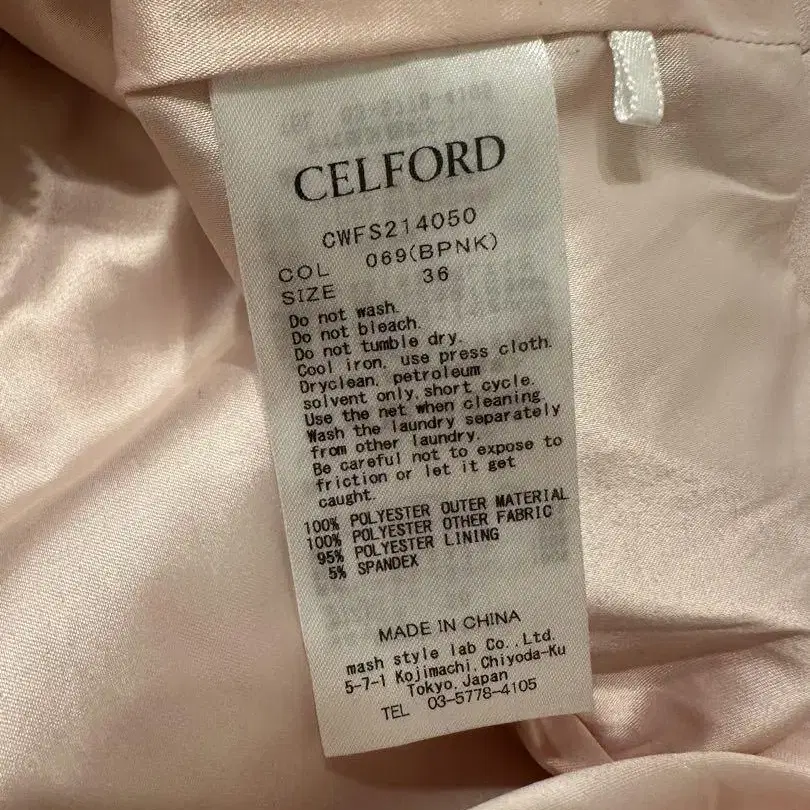 CELFORD
CWFS214050
COL 069(BPNK)
SIZE 36
Do not wash.
Do not bleach.
Do not tumble dry.
Cool iron, use press cloth.
Dryclean, petroleum
solvent only, short cycle.
Use the net when cleaning.
Wash the laundry separately
from other laundry.
Be careful not to expose to
friction or let it get
caught.
100% POLYESTER OUTER MATERIAL
100% POLYESTER OTHER FABRIC
95% POLYESTER LINING
5% SPANDEX
MADE IN CHINA
mash style lab Co., Ltd.
5-7-1 Kojimachi, Chiyoda-Ku
Tokyo, Japan
TEL 03-5778-4105